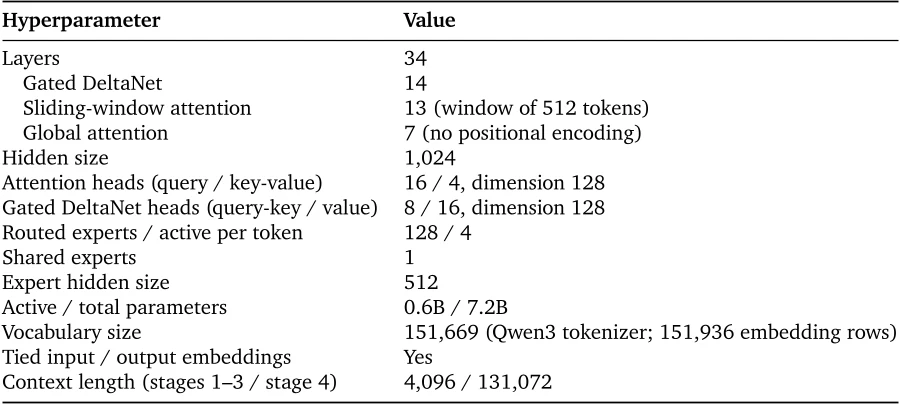 Hyperparameter Value
Layers 34
Gated DeltaNet 14
Sliding-window attention 13 (window of 512 tokens)
Global attention 7 (no positional encoding)
Hidden size 1,024
Attention heads (query / key-value) 16 / 4, dimension 128
Gated DeltaNet heads (query-key / value) 8 / 16, dimension 128
Routed experts / active per token 128 / 4
Shared experts 1
Expert hidden size 512
Active / total parameters 0.6B / 7.2B
Vocabulary size 151,669 (Qwen3 tokenizer; 151,936 embedding rows)
Tied input / output embeddings Yes
Context length (stages 1–3 / stage 4) 4,096 / 131,072